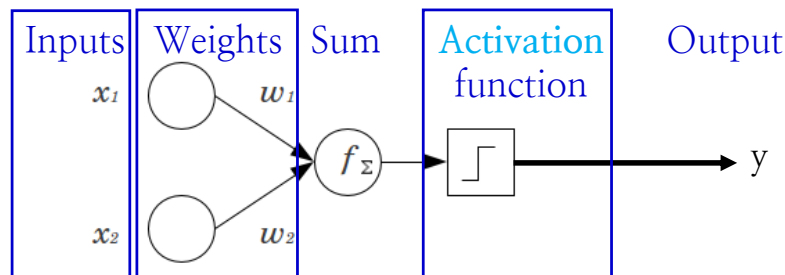 Inputs Weights Sum Activation Output
function
x1 w1
fΣ y
x2 w2